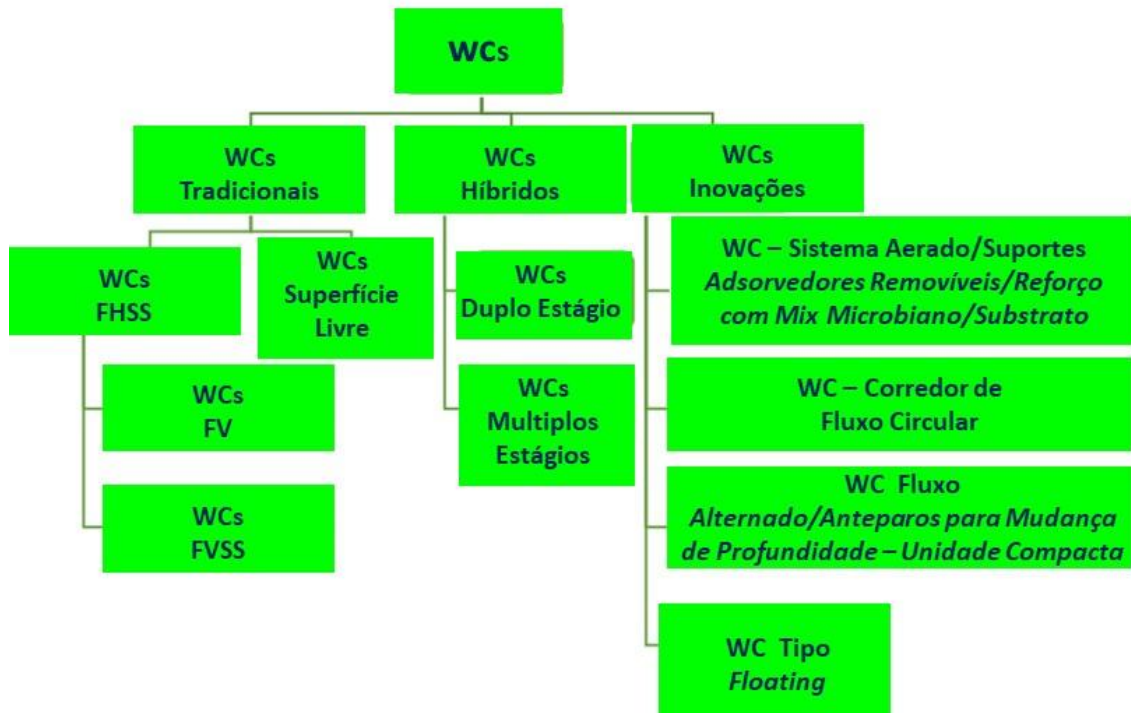 WCs
WCs
Tradicionais
WCs
Híbridos
WCs
Inovações
WCs
FHSS
WCs
Superfície
Livre
WCs
FV
WCs
FVSS
WCs
Duplo Estágio
WCs
Multiplos
Estágios
WC – Sistema Aerado/Suportes
Adsorvedores Removíveis/Reforço
com Mix Microbiano/Substrato
WC – Corredor de
Fluxo Circular
WC Fluxo
Alternado/Anteparos para Mudança
de Profundidade – Unidade Compacta
WC Tipo
Floating